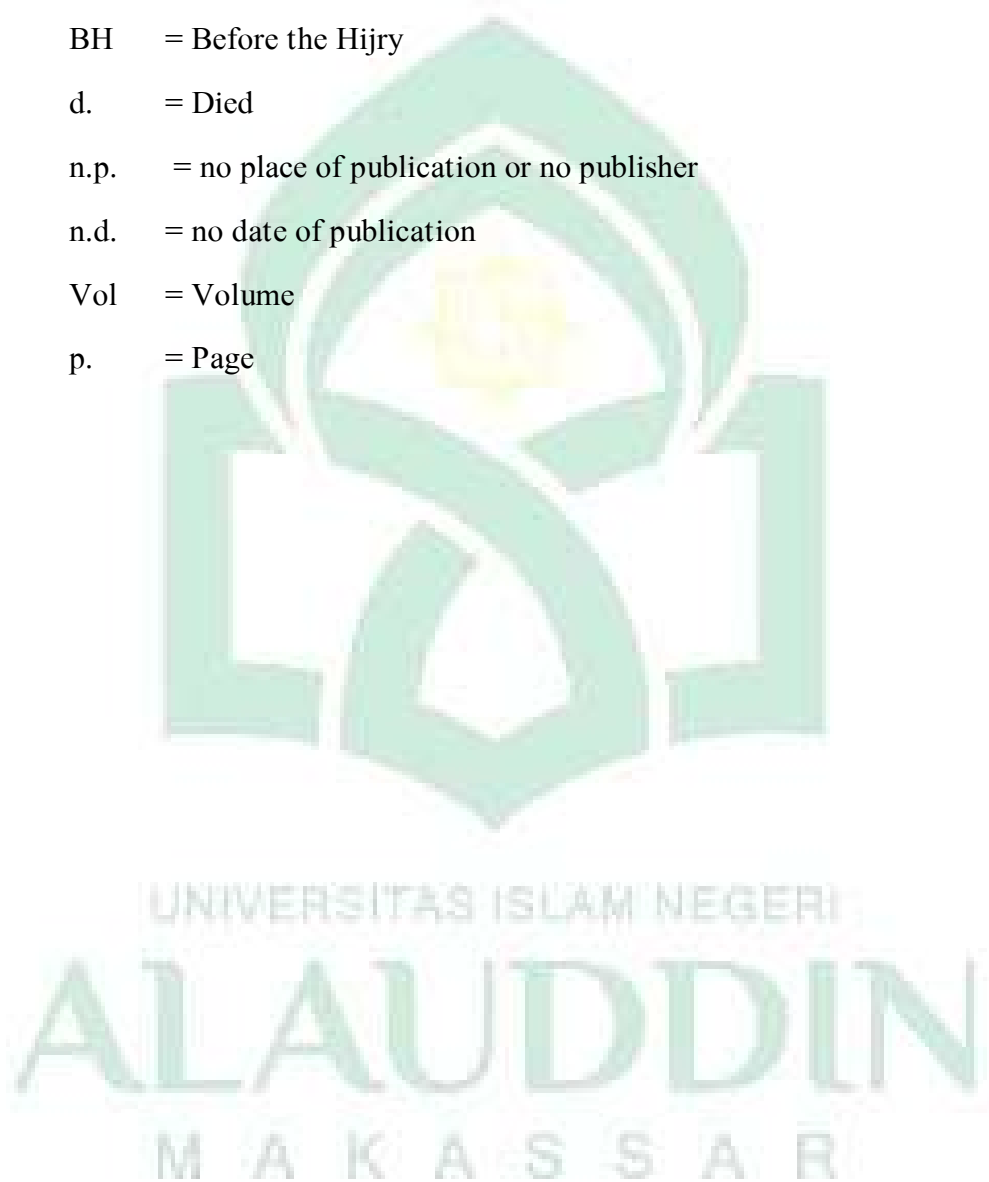 BH = Before the Hijry
d. = Died
n.p. = no place of publication or no publisher
n.d. = no date of publication
Vol = Volume
p. = Page
UNIVERSITAS ISLAM NEGERI
ALAUDDIN
MAKASSAR